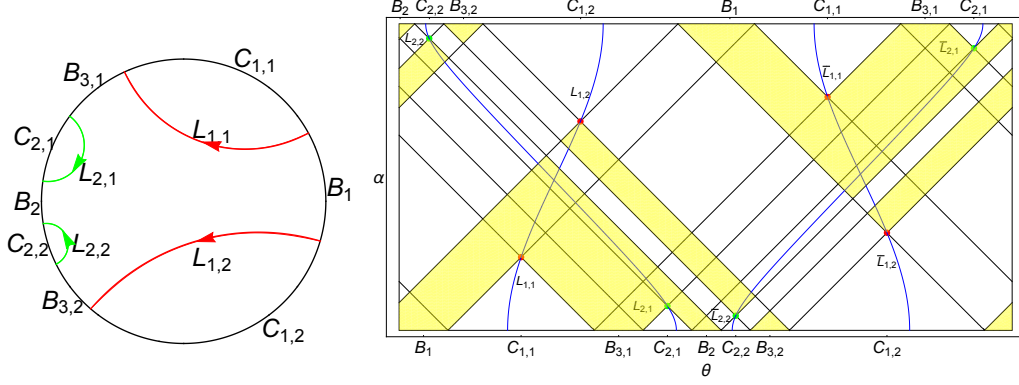 C1,1
B3,1
C2,1
L1,1
L2,1
B2
B1
C2,2
L2,2
L1,2
B3,2
C1,2
B2 C2,2 B3,2 C1,2 B1 C1,1 B3,1 C2,1
L2,2
L̅2,1
L̅1,1
L1,2
α
L̅1,2
L1,1
L2,1
L̅2,2
B1 C1,1 B3,1 C2,1 B2 C2,2 B3,2 C1,2
θ